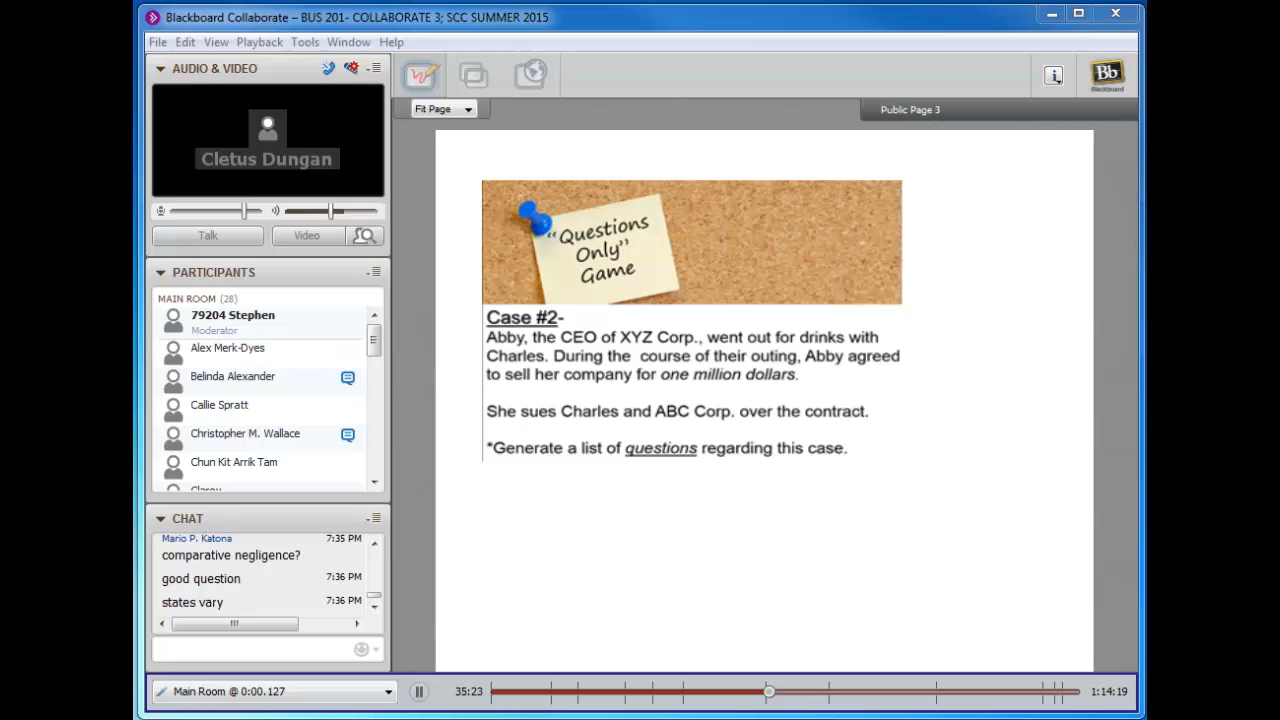 Blackboard Collaborate – BUS 201- COLLABORATE 3; SCC SUMMER 2015
File Edit View Playback Tools Window Help
AUDIO & VIDEO
Cletus Dungan
Talk
Video
PARTICIPANTS
MAIN ROOM (28)
79204 Stephen
Moderator
Alex Merk-Dyes
Belinda Alexander
Callie Spratt
Christopher M. Wallace
Chun Kit Arrik Tam
CHAT
Mario P. Katona 7:35 PM
comparative negligence?
good question 7:36 PM
states vary 7:36 PM
Main Room @ 0:00.127
Fit Page
Public Page 3
i
Bb
Blackboard
"Questions
Only"
Game
Case #2-
Abby, the CEO of XYZ Corp., went out for drinks with
Charles. During the course of their outing, Abby agreed
to sell her company for one million dollars.
She sues Charles and ABC Corp. over the contract.
*Generate a list of questions regarding this case.
35:23
1:14:19